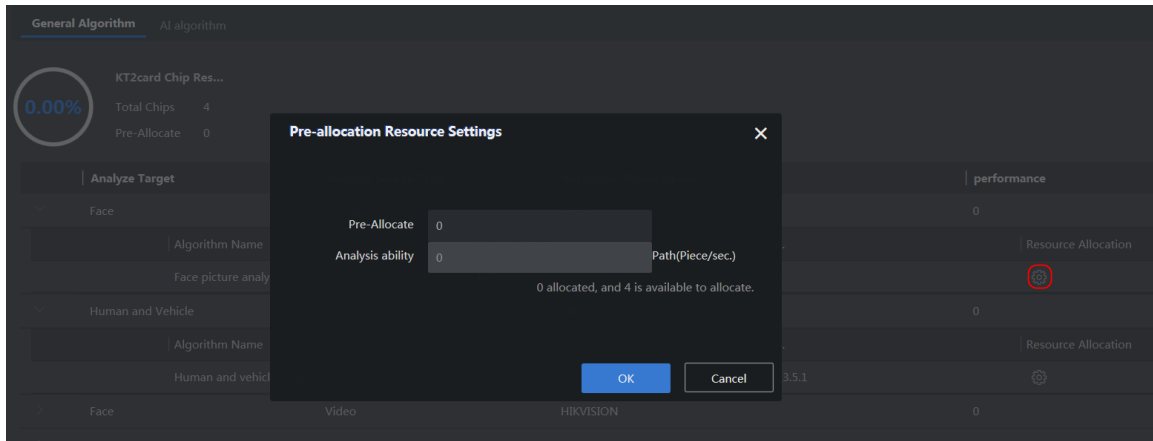 General Algorithm AI algorithm
KT2card Chip Res...
0.00%
Total Chips 4
Pre-Allocate 0
Pre-allocation Resource Settings
Analyze Target performance
Face 0
Pre-Allocate 0
Algorithm Name Resource Allocation
Analysis ability 0 Path(Piece/sec.)
Face picture analy
0 allocated, and 4 is available to allocate.
Human and Vehicle 0
Algorithm Name Resource Allocation
Human and vehicl 3.5.1
OK Cancel
Face Video HIKVISION 0